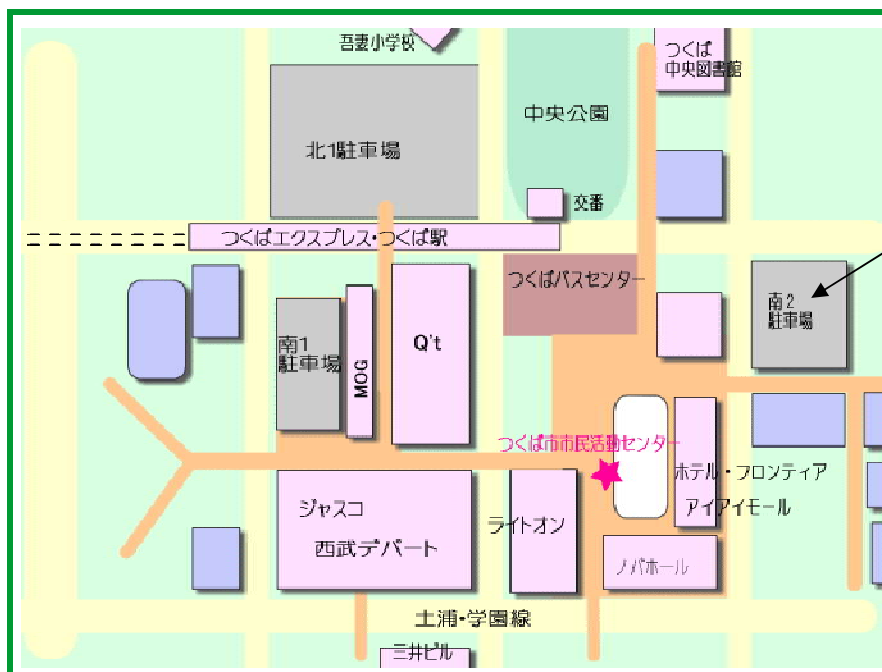 吾妻小学校
つくば
中央図書館
中央公園
北1駐車場
交番
つくばエクスプレス・つくば駅
つくばバスセンター
南2
駐車場
南1
駐車場
MOG
Q't
つくば市市民活動センター
ホテル・フロンティア
アイアイモール
ジャスコ
西武デパート
ライトオン
ノバホール
土浦・学園線
三井ビル